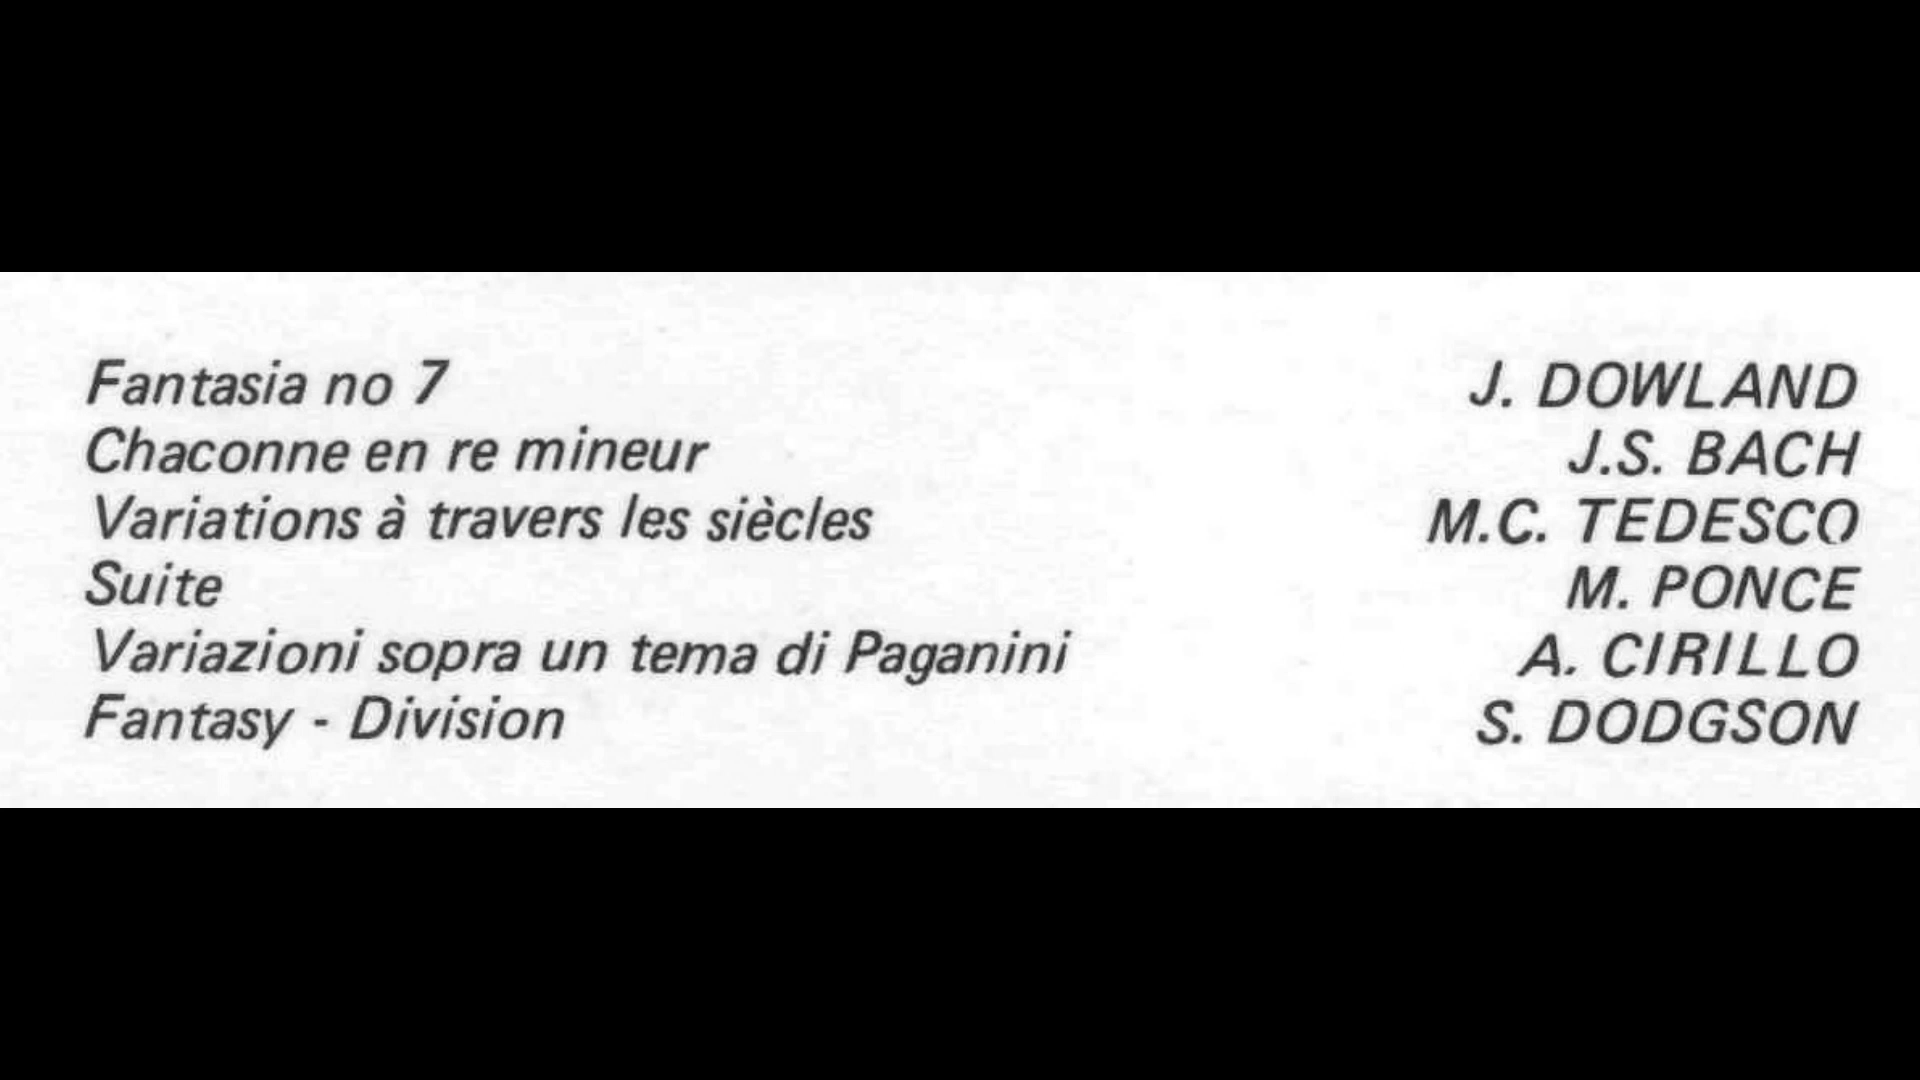 Fantasia no 7 J. DOWLAND
Chaconne en re mineur J.S. BACH
Variations à travers les siècles M.C. TEDESCO
Suite M. PONCE
Variazioni sopra un tema di Paganini A. CIRILLO
Fantasy - Division S. DODGSON